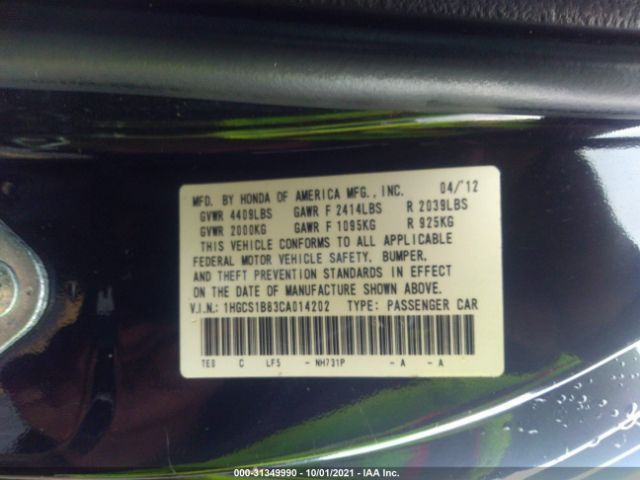 MFD. BY HONDA OF AMERICA MFG., INC. 04/'12
GVWR 4409LBS GAWR F 2414LBS R 2039LBS
GVWR 2000KG GAWR F 1095KG R 925KG
THIS VEHICLE CONFORMS TO ALL APPLICABLE
FEDERAL MOTOR VEHICLE SAFETY, BUMPER,
AND THEFT PREVENTION STANDARDS IN EFFECT
ON THE DATE OF MANUFACTURE SHOWN ABOVE.
V.I.N.: 1HGCS1B83CA014202 TYPE: PASSENGER CAR
TE0 C LF5 - NH731P - A - A
000-31349990 - 10/01/2021 - IAA Inc.